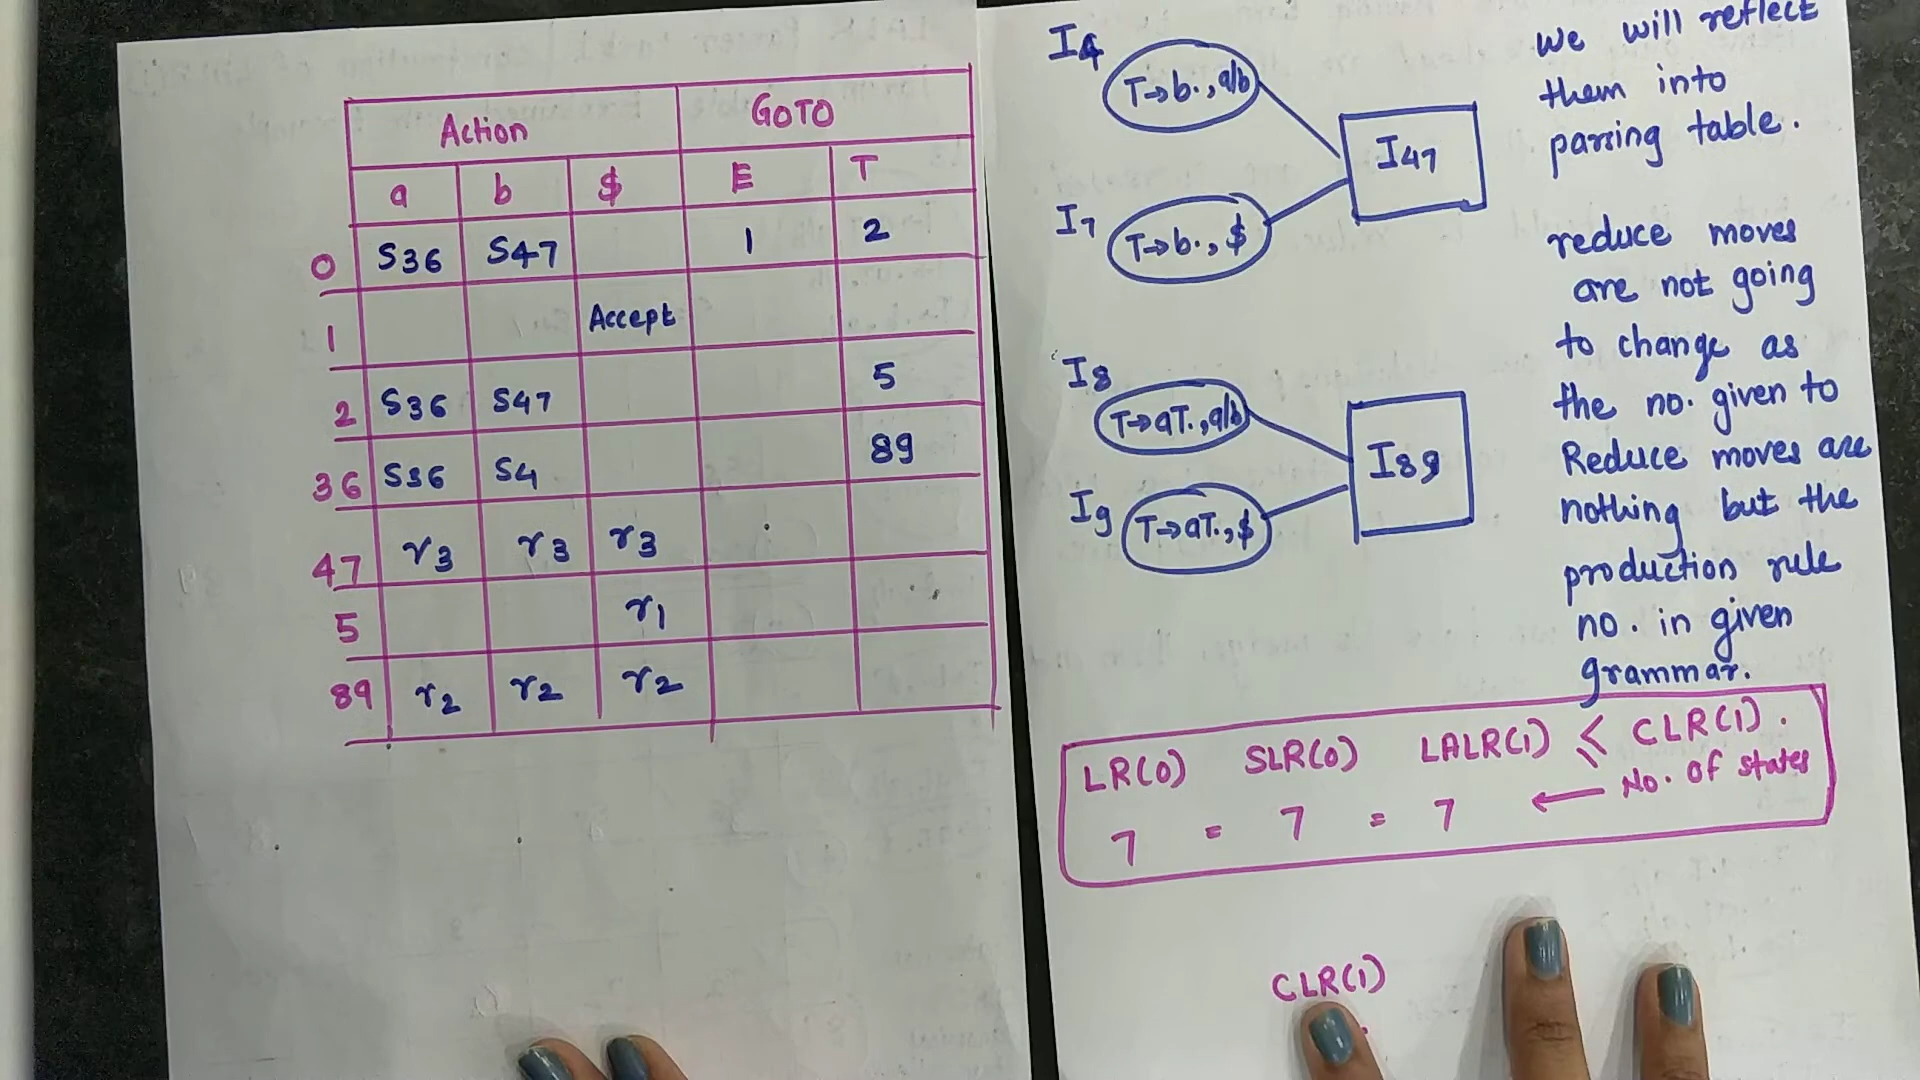 Action GOTO
a b $ E T
0 S36 S47 1 2
1 Accept
2 S36 S47 5
36 S36 S4 89
47 r3 r3 r3
5 r1
89 r2 r2 r2
I4
T→b., a/b
I47
I7
T→b., $
I8
T→aT., a/b
I89
I9
T→aT., $
we will reflect
them into
parsing table.
reduce moves
are not going
to change as
the no. given to
Reduce moves are
nothing but the
production rule
no. in given
grammar.
LR(0) SLR(0) LALR(1) ≤ CLR(1).
7 = 7 = 7 ← No. of states
CLR(1)